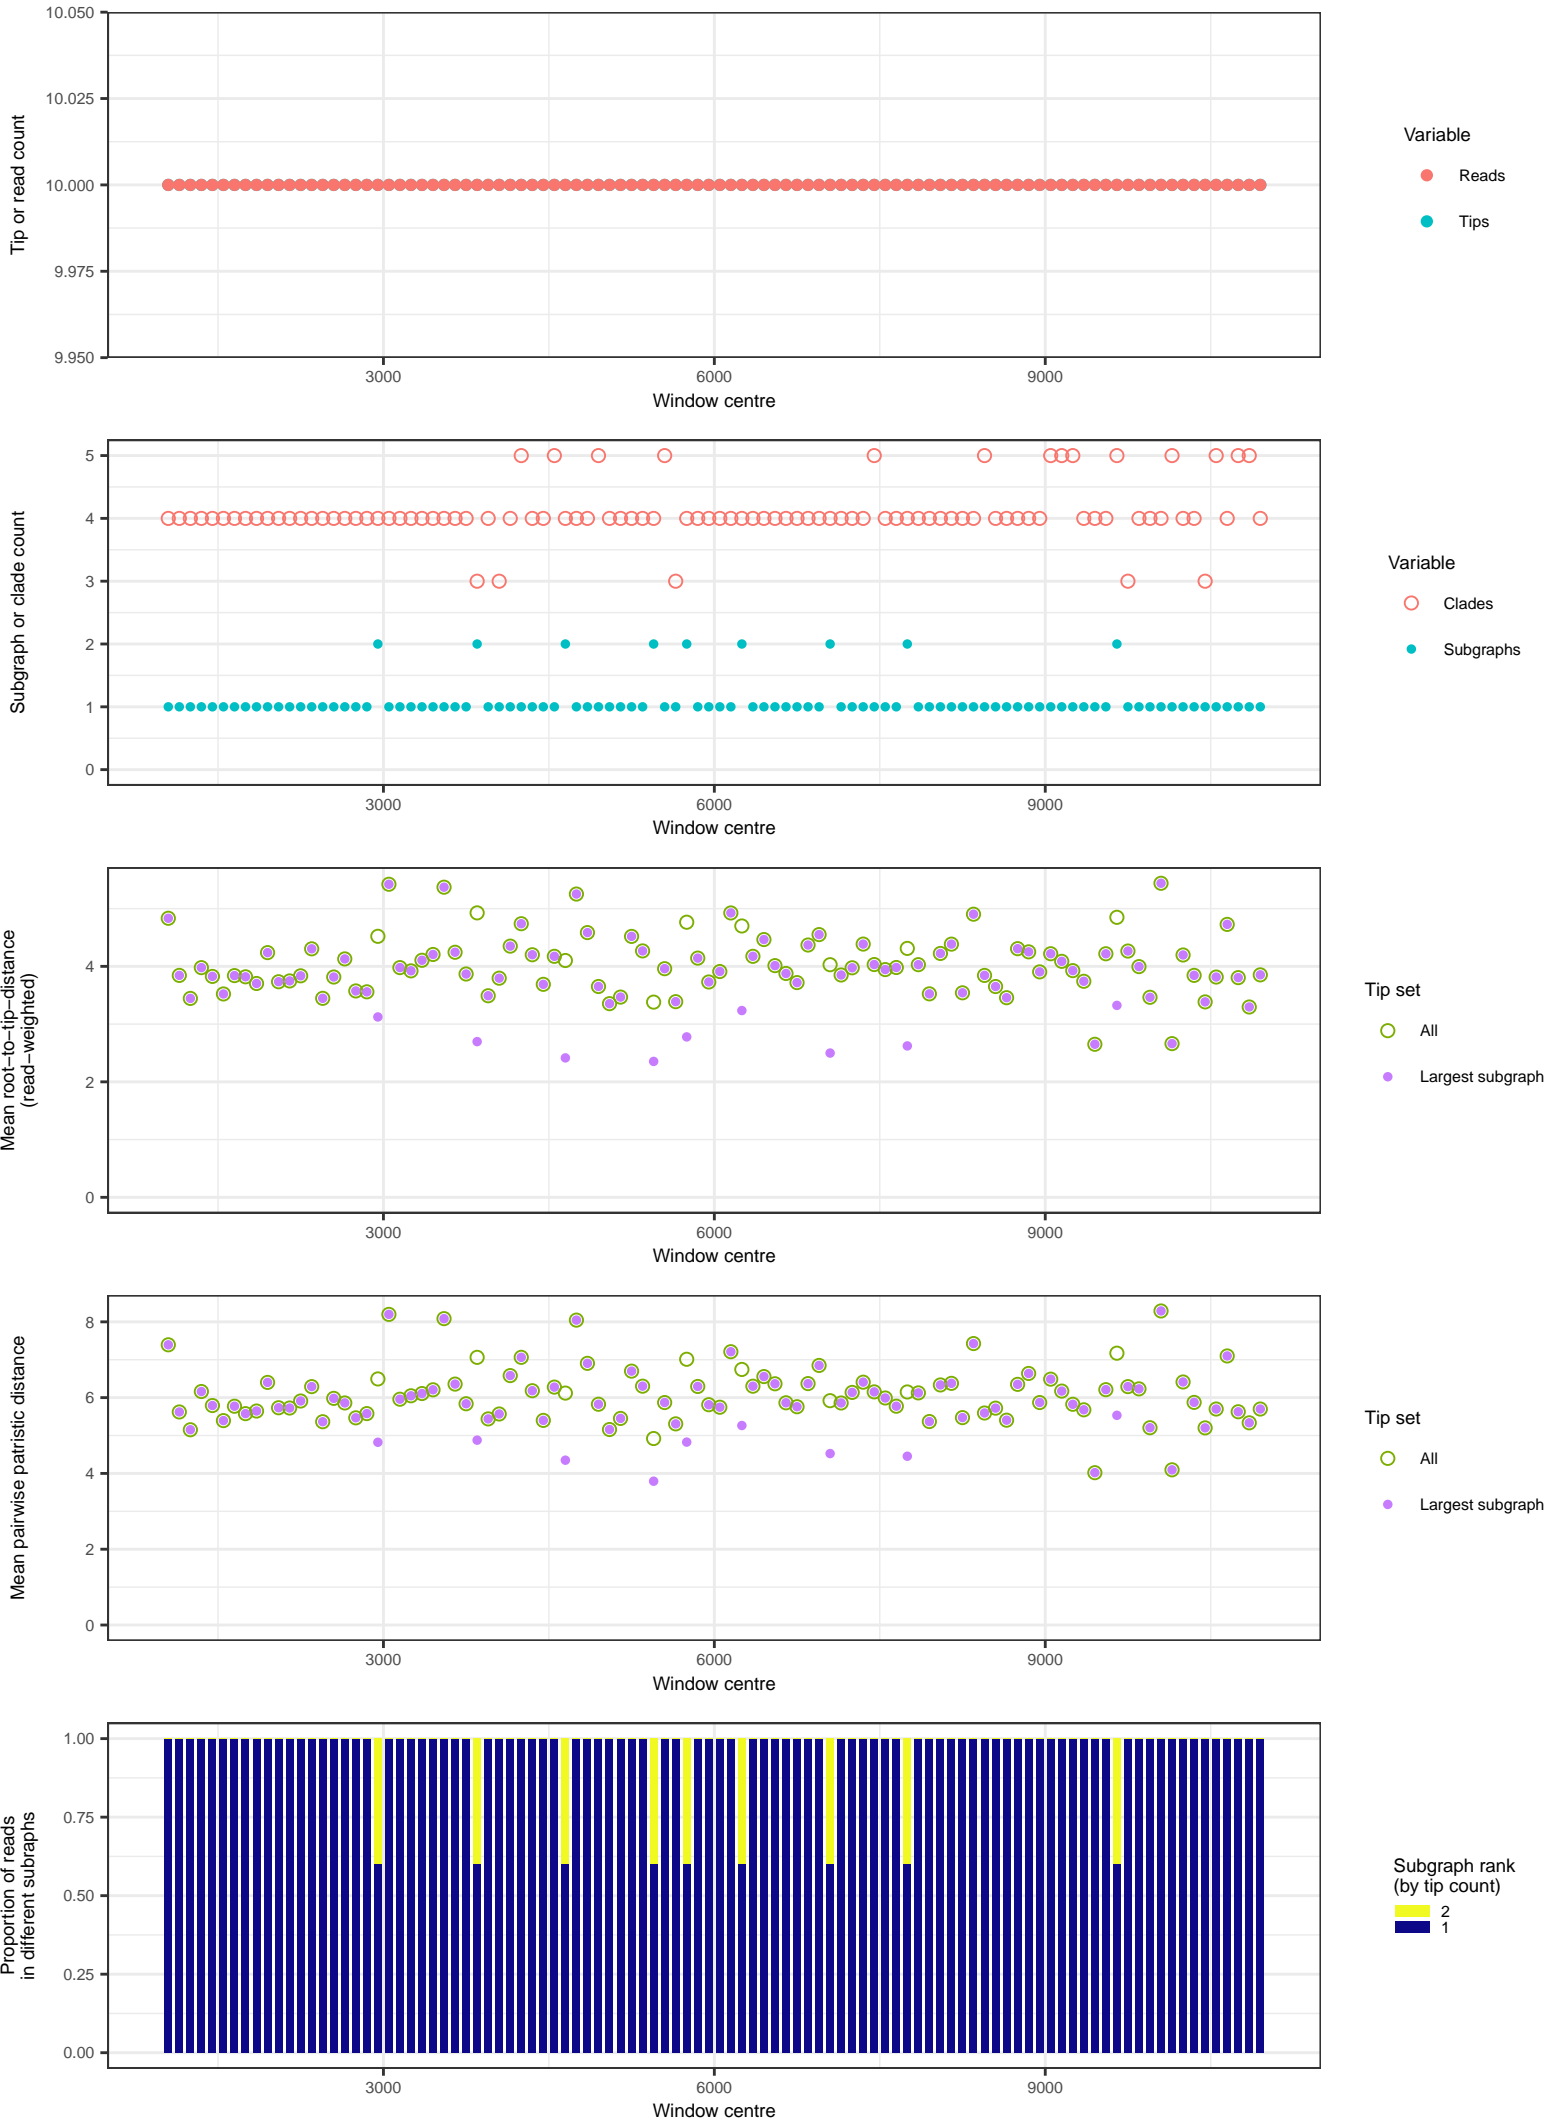 10.050
10.025
10.000
9.975
9.950
Tip or read count
3000 6000 9000
Window centre
Variable
Reads
Tips
5
4
3
2
1
0
Subgraph or clade count
3000 6000 9000
Window centre
Variable
Clades
Subgraphs
4
2
0
Mean root−to−tip−distance
(read−weighted)
3000 6000 9000
Window centre
Tip set
All
Largest subgraph
8
6
4
2
0
Mean pairwise patristic distance
3000 6000 9000
Window centre
Tip set
All
Largest subgraph
1.00
0.75
0.50
0.25
0.00
Proportion of reads
in different subraphs
3000 6000 9000
Window centre
Subgraph rank
(by tip count)
2
1